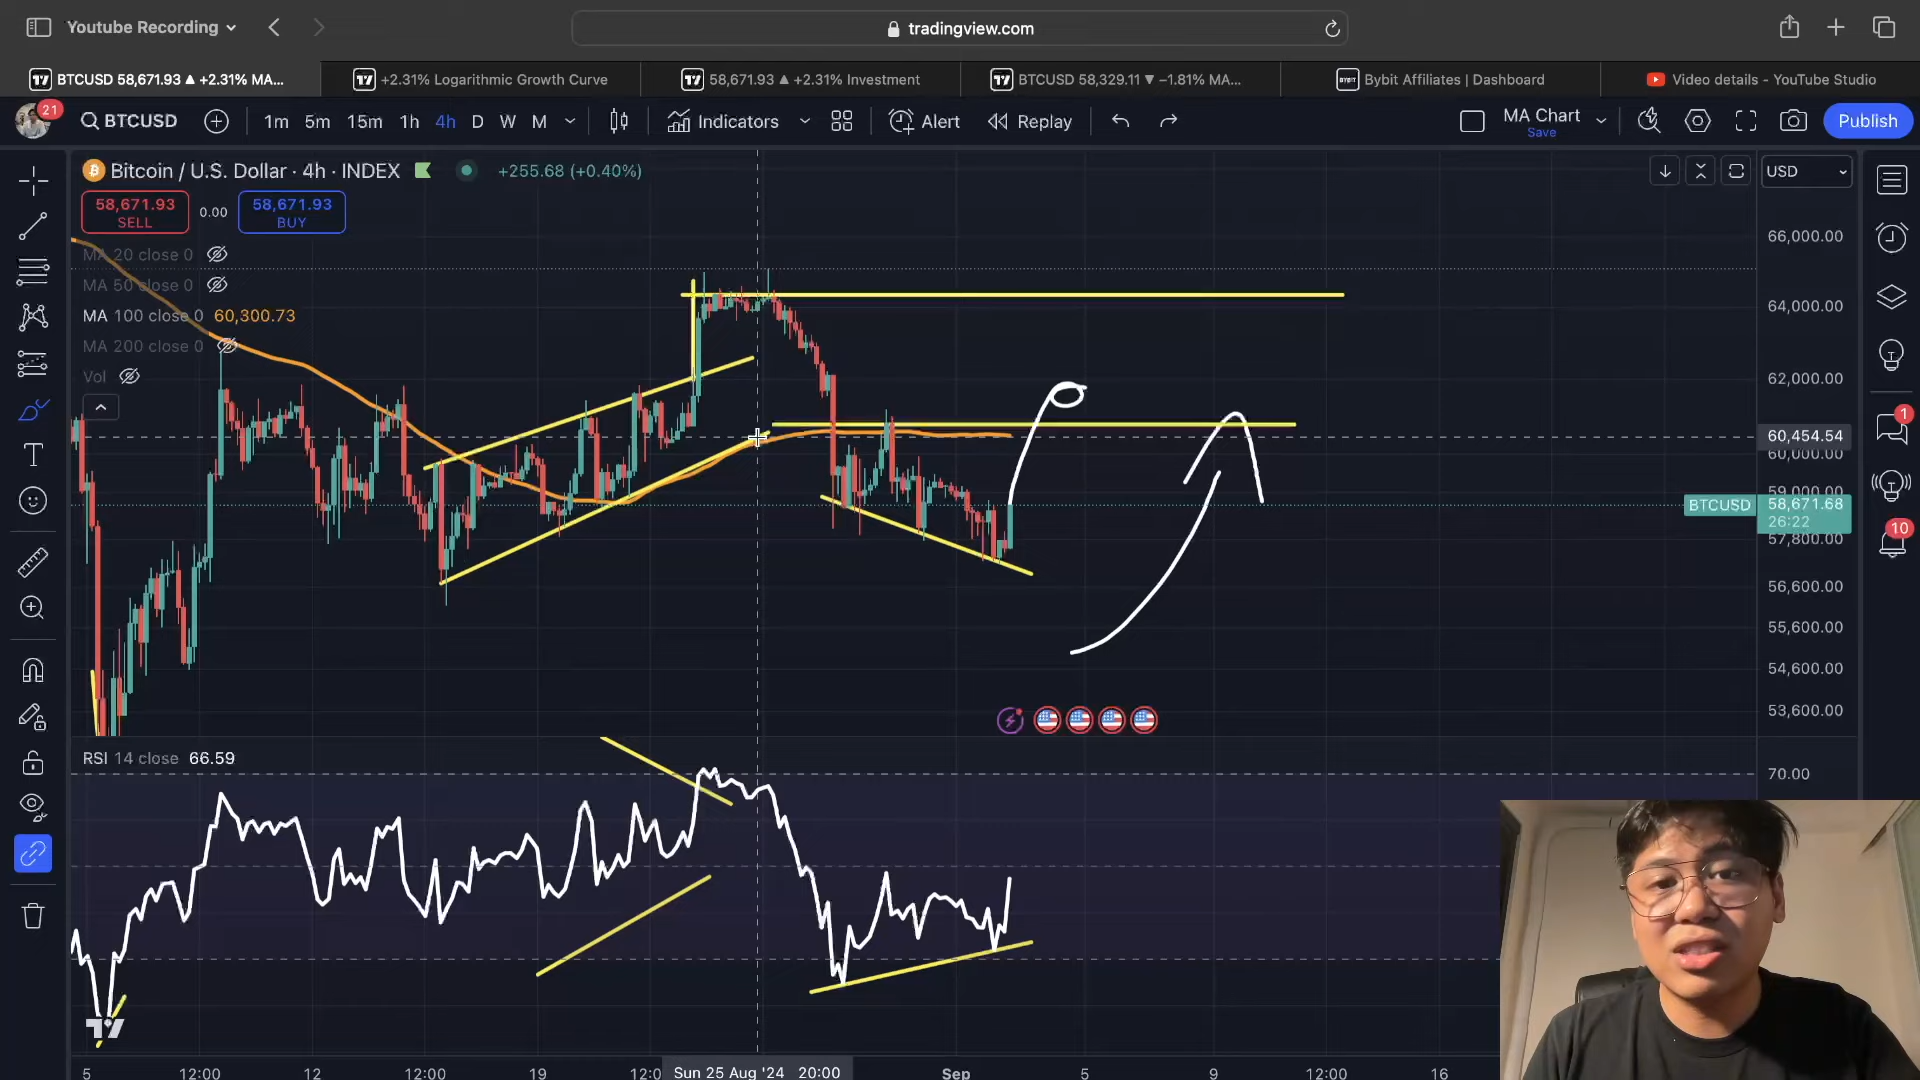 Youtube Recording
tradingview.com
BTCUSD 58,671.93 ▲ +2.31% MA...
+2.31% Logarithmic Growth Curve
58,671.93 ▲ +2.31% Investment
BTCUSD 58,329.11 ▼ −1.81% MA...
Bybit Affiliates | Dashboard
Video details - YouTube Studio
21
BTCUSD
1m 5m 15m 1h 4h D W M
Indicators
Alert
Replay
MA Chart
Save
Publish
Bitcoin / U.S. Dollar · 4h · INDEX
+255.68 (+0.40%)
USD
58,671.93
SELL
0.00
58,671.93
BUY
MA 20 close 0
MA 50 close 0
MA 100 close 0 60,300.73
MA 200 close 0
Vol
66,000.00
64,000.00
62,000.00
60,454.54
60,000.00
59,000.00
BTCUSD
58,671.68
26:22
57,800.00
56,600.00
55,600.00
54,600.00
53,600.00
1
10
RSI 14 close 66.59
70.00
5 12:00 12 12:00 19 12:0 Sun 25 Aug '24 20:00 Sep 5 9 12:00 16